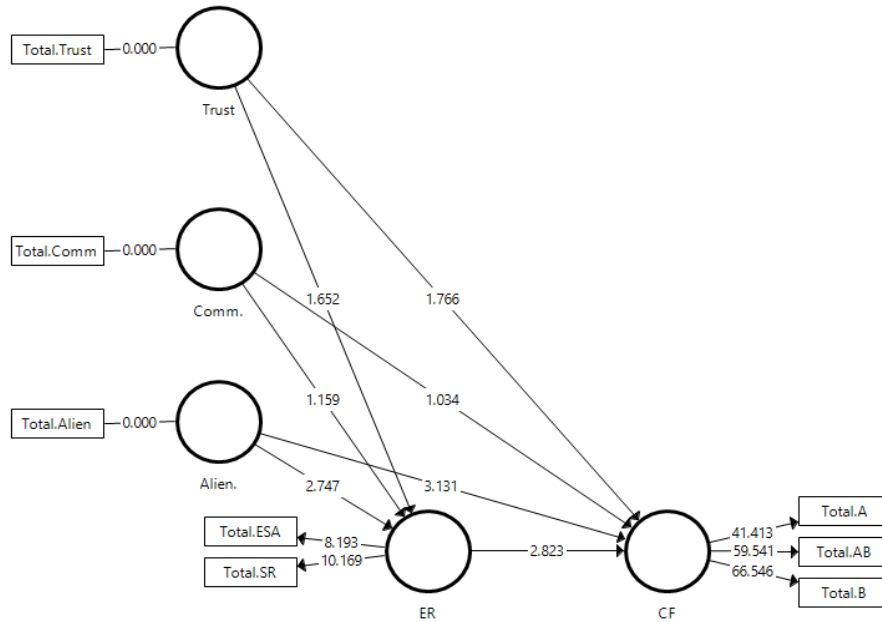 Total.Trust
0.000
Trust
Total.Comm
0.000
Comm.
1.652
1.766
1.159
1.034
Total.Alien
0.000
Alien.
2.747
3.131
Total.ESA
8.193
Total.SR
10.169
ER
2.823
CF
41.413
Total.A
59.541
Total.AB
66.546
Total.B